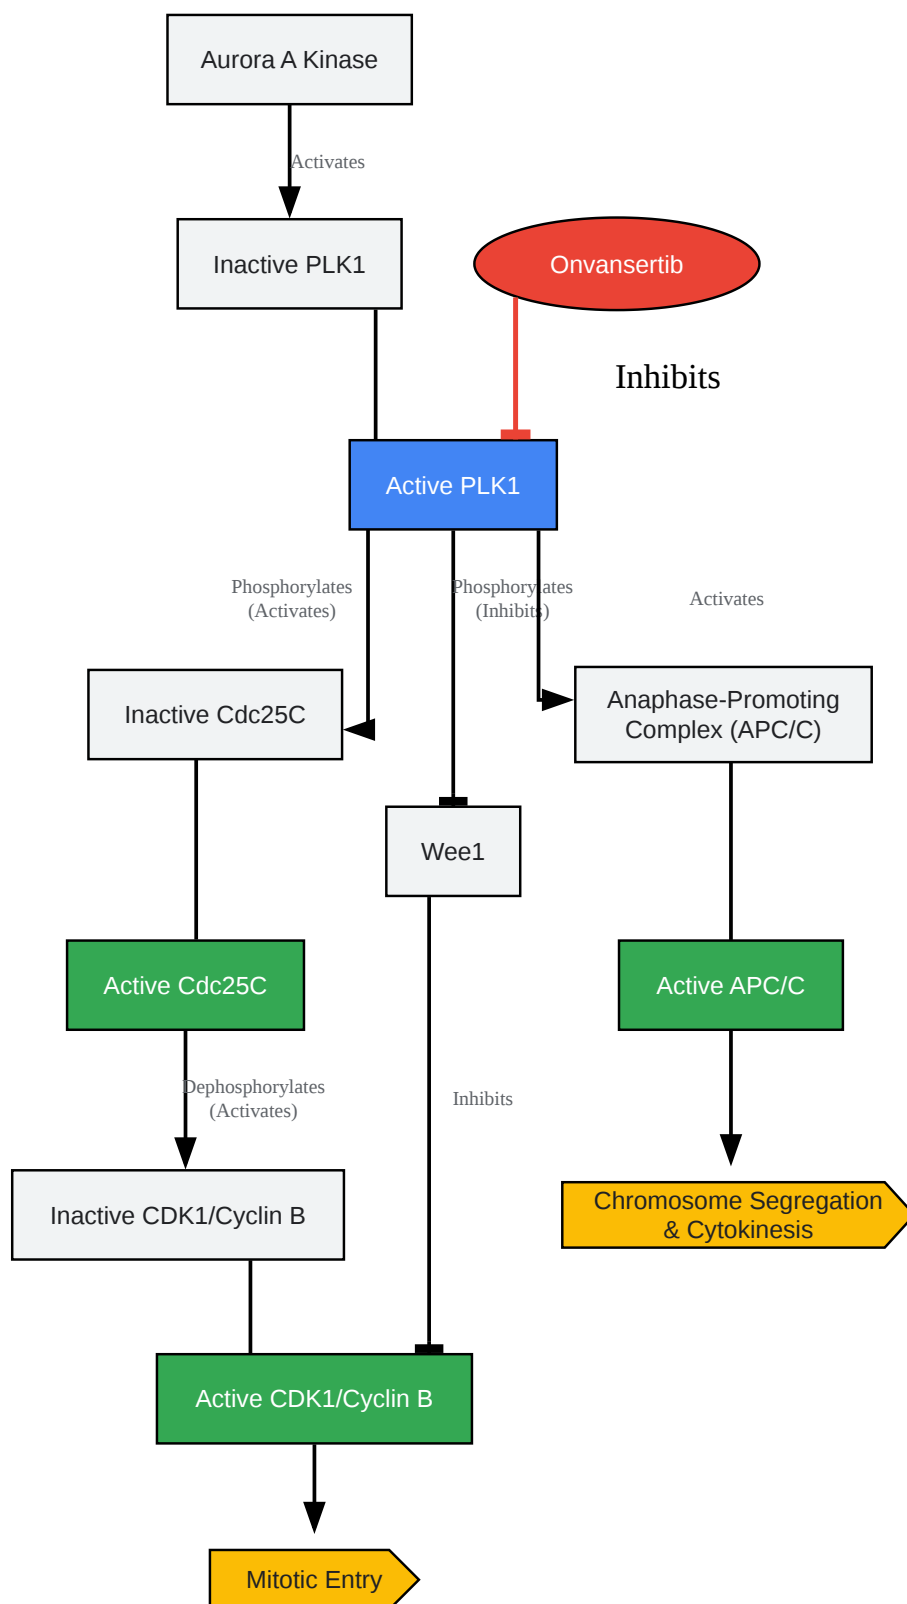 Aurora A Kinase
Activates
Inactive PLK1
Onvansertib
Inhibits
Active PLK1
Phosphorylates
(Activates)
Phosphorylates
(Inhibits)
Activates
Inactive Cdc25C
Anaphase-Promoting
Complex (APC/C)
Wee1
Active Cdc25C
Active APC/C
Dephosphorylates
(Activates)
Inhibits
Inactive CDK1/Cyclin B
Chromosome Segregation
& Cytokinesis
Active CDK1/Cyclin B
Mitotic Entry